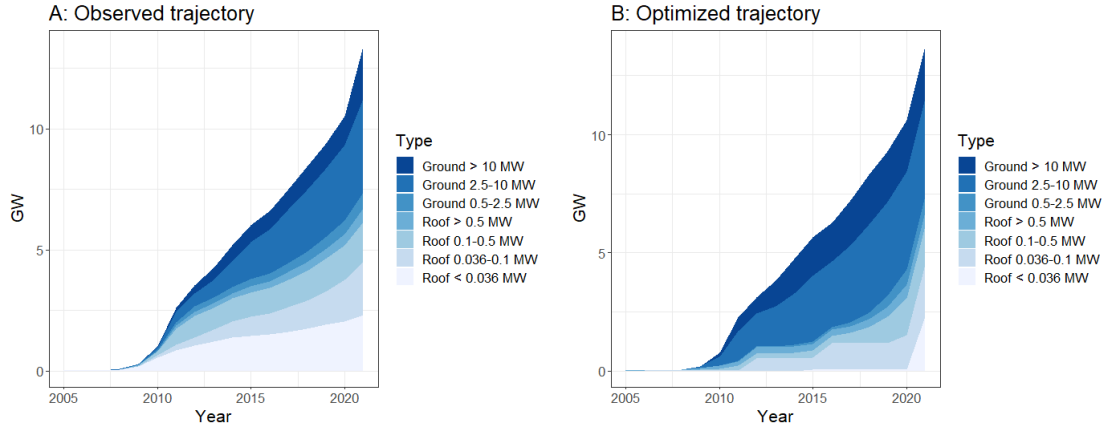 A: Observed trajectory
10
5
0
GW
2005
2010
2015
2020
Year
Type
Ground > 10 MW
Ground 2.5-10 MW
Ground 0.5-2.5 MW
Roof > 0.5 MW
Roof 0.1-0.5 MW
Roof 0.036-0.1 MW
Roof < 0.036 MW
B: Optimized trajectory
10
5
0
GW
2005
2010
2015
2020
Year
Type
Ground > 10 MW
Ground 2.5-10 MW
Ground 0.5-2.5 MW
Roof > 0.5 MW
Roof 0.1-0.5 MW
Roof 0.036-0.1 MW
Roof < 0.036 MW